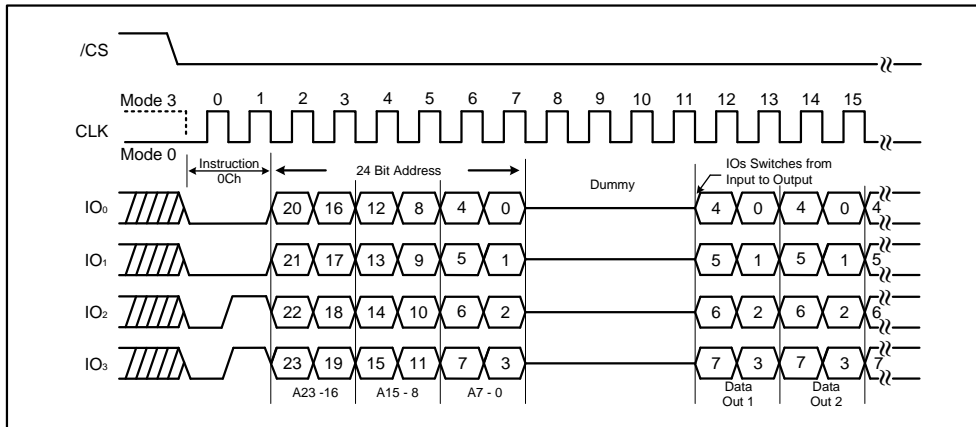 /CS
Mode 3
0 1 2 3 4 5 6 7 8 9 10 11 12 13 14 15
CLK
Mode 0
Instruction
0Ch
24 Bit Address
Dummy
IOs Switches from
Input to Output
IO0 20 16 12 8 4 0 4 0 4 0 4
IO1 21 17 13 9 5 1 5 1 5 1 5
IO2 22 18 14 10 6 2 6 2 6 2 6
IO3 23 19 15 11 7 3 7 3 7 3 7
A23 -16 A15 - 8 A7 - 0
Data
Out 1
Data
Out 2